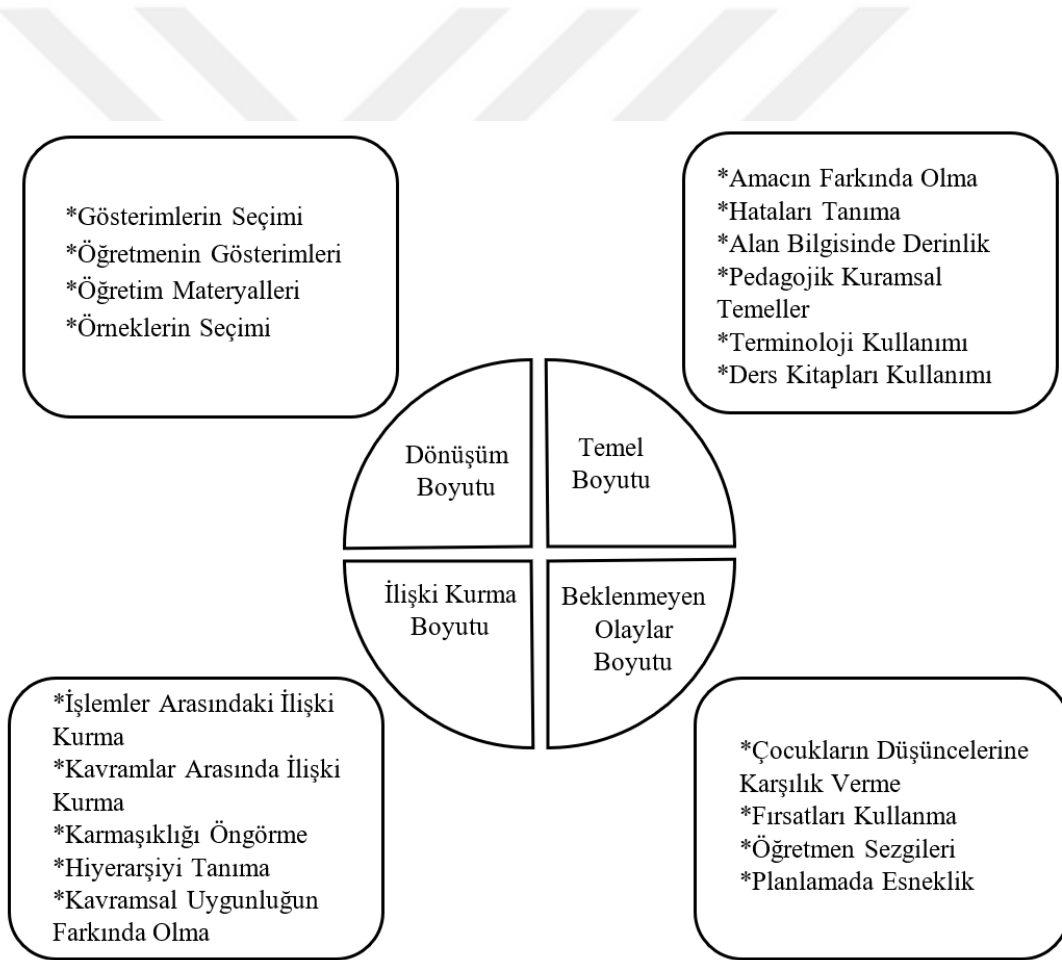 *Gösterimlerin Seçimi
*Öğretmenin Gösterimleri
*Öğretim Materyalleri
*Örneklerin Seçimi
*Amacın Farkında Olma
*Hataları Tanıma
*Alan Bilgisinde Derinlik
*Pedagojik Kuramsal
Temeller
*Terminoloji Kullanımı
*Ders Kitapları Kullanımı
Dönüşüm
Boyutu
Temel
Boyutu
İlişki Kurma
Boyutu
Beklenmeyen
Olaylar
Boyutu
*İşlemler Arasındaki İlişki
Kurma
*Kavramlar Arasında İlişki
Kurma
*Karmaşıklığı Öngörme
*Hiyerarşiyi Tanıma
*Kavramsal Uygunluğun
Farkında Olma
*Çocukların Düşüncelerine
Karşılık Verme
*Fırsatları Kullanma
*Öğretmen Sezgileri
*Planlamada Esneklik